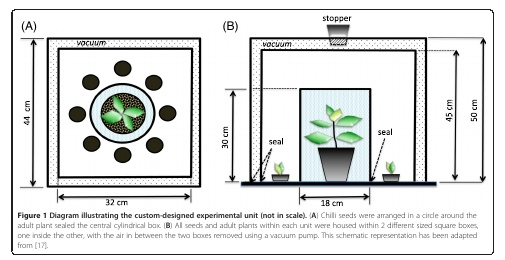 (A)
vacuum
44 cm
32 cm
(B)
stopper
vacuum
30 cm
seal
seal
18 cm
45 cm
50 cm
Figure 1 Diagram illustrating the custom-designed experimental unit (not in scale). (A) Chilli seeds were arranged in a circle around the
adult plant sealed the central cylindrical box. (B) All seeds and adult plants within each unit were housed within 2 different sized square boxes,
one inside the other, with the air in between the two boxes removed using a vacuum pump. This schematic representation has been adapted
from [17].